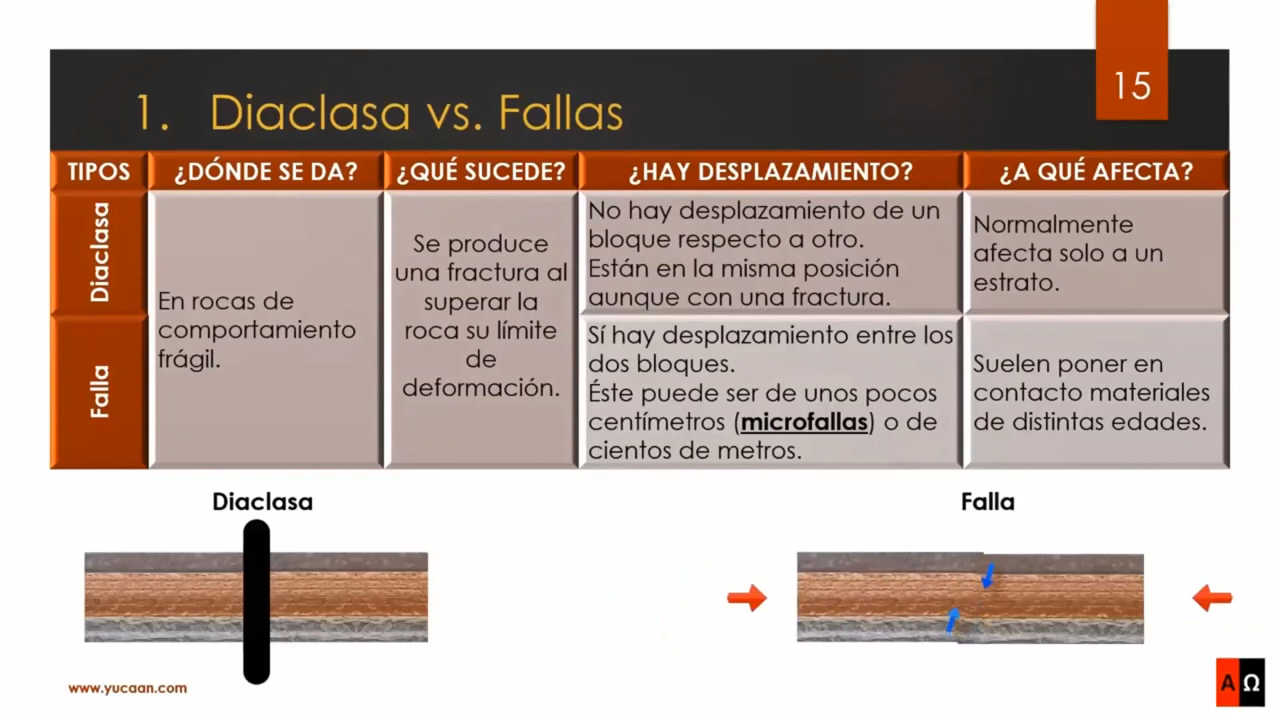 15
1. Diaclasa vs. Fallas
TIPOS
¿DÓNDE SE DA?
¿QUÉ SUCEDE?
¿HAY DESPLAZAMIENTO?
¿A QUÉ AFECTA?
Diaclasa
En rocas de
comportamiento
frágil.
Se produce
una fractura al
superar la
roca su límite
de
deformación.
No hay desplazamiento de un
bloque respecto a otro.
Están en la misma posición
aunque con una fractura.
Normalmente
afecta solo a un
estrato.
Falla
Sí hay desplazamiento entre los
dos bloques.
Éste puede ser de unos pocos
centímetros (microfallas) o de
cientos de metros.
Suelen poner en
contacto materiales
de distintas edades.
Diaclasa
Falla
www.yucaan.com
ΑΩ